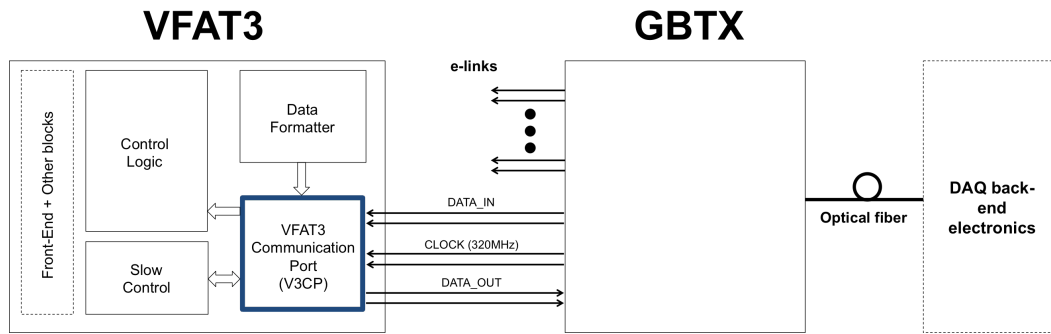 VFAT3
GBTX
Front-End + Other blocks
Control
Logic
Data
Formatter
Slow
Control
VFAT3
Communication
Port
(V3CP)
e-links
DATA_IN
CLOCK (320MHz)
DATA_OUT
Optical fiber
DAQ back-
end
electronics